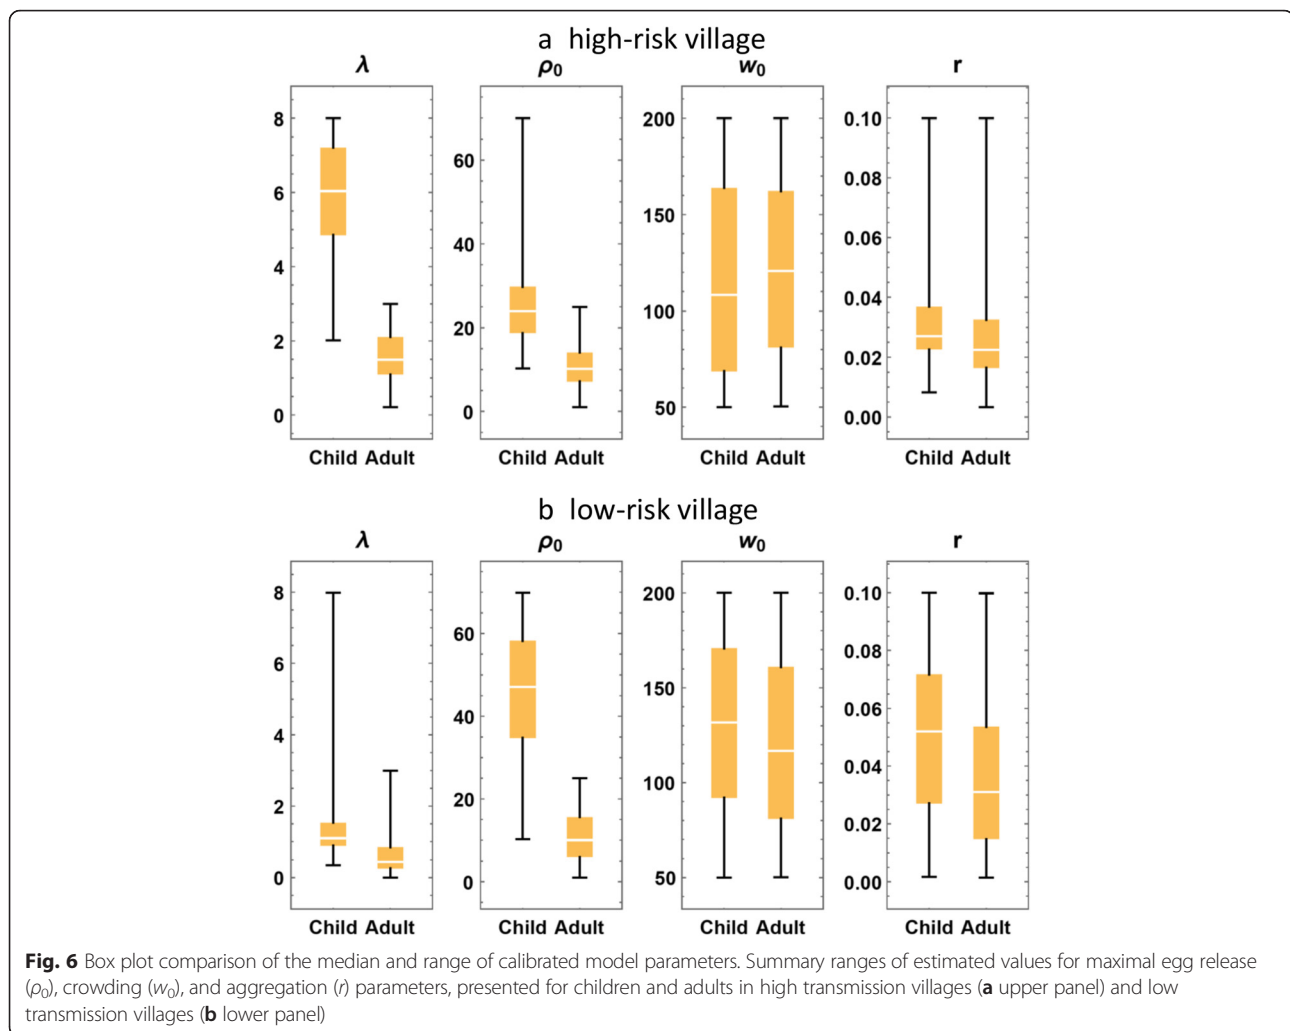 a high-risk village
λ ρ0 w0 r
8 60 200 0.10
6 40 150 0.08
4 20 100 0.06
2 0 50 0.04
0 0.02
0.00
Child Adult Child Adult Child Adult Child Adult
b low-risk village
λ ρ0 w0 r
8 60 200 0.10
6 40 150 0.08
4 20 100 0.06
2 0 50 0.04
0 0.02
0.00
Child Adult Child Adult Child Adult Child Adult
Fig. 6 Box plot comparison of the median and range of calibrated model parameters. Summary ranges of estimated values for maximal egg release
(ρ0), crowding (w0), and aggregation (r) parameters, presented for children and adults in high transmission villages (a upper panel) and low
transmission villages (b lower panel)